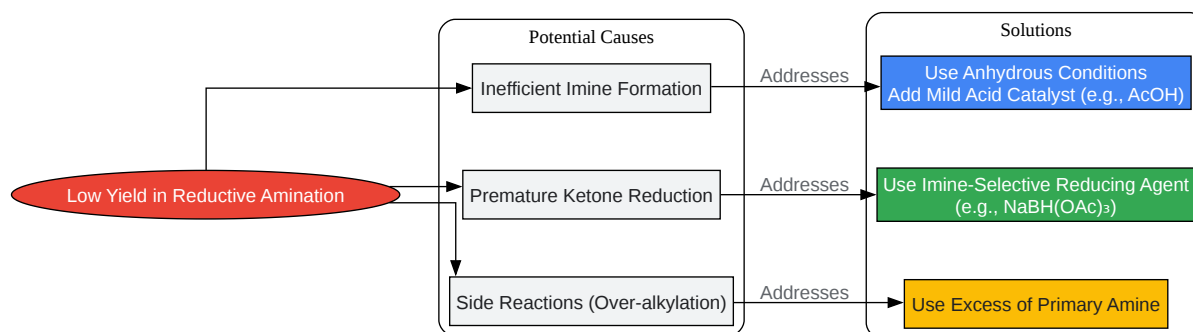 Potential Causes
Solutions
Inefficient Imine Formation
Addresses
Use Anhydrous Conditions
Add Mild Acid Catalyst (e.g., AcOH)
Low Yield in Reductive Amination
Premature Ketone Reduction
Addresses
Use Imine-Selective Reducing Agent
(e.g., NaBH(OAc)₃)
Side Reactions (Over-alkylation)
Addresses
Use Excess of Primary Amine